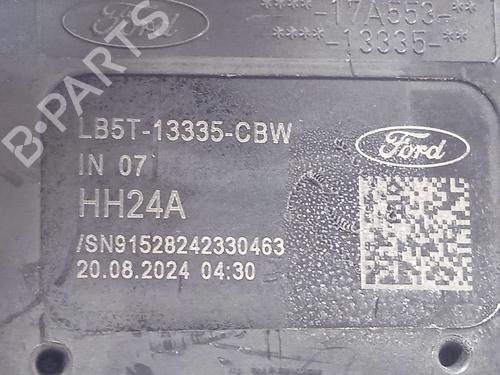 Ford
****-17A553-**
****-13335-**
B-PARTS
LB5T-13335-CBW
IN 07
HH24A
/SN91528242330463
20.08.2024 04:30
Ford